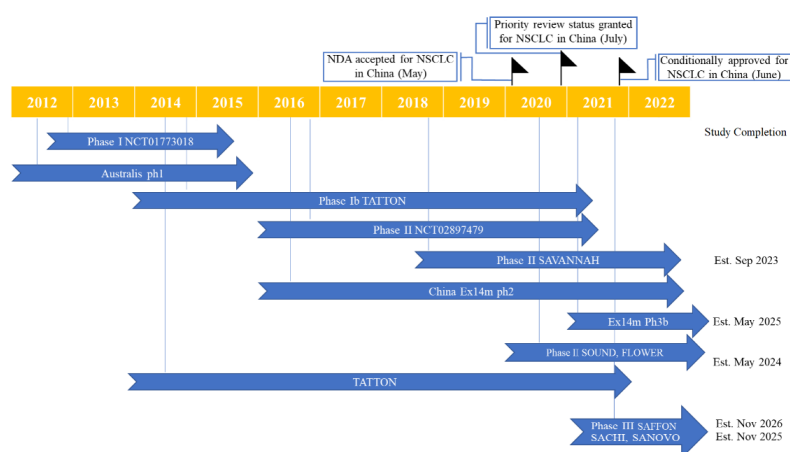 Priority review status granted
for NSCLC in China (July)
NDA accepted for NSCLC
in China (May)
Conditionally approved for
NSCLC in China (June)
2012 2013 2014 2015 2016 2017 2018 2019 2020 2021 2022
Study Completion
Phase I NCT01773018
Australis ph1
Phase Ib TATTON
Phase II NCT02897479
Phase II SAVANNAH
Est. Sep 2023
China Ex14m ph2
Ex14m Ph3b
Est. May 2025
Phase II SOUND, FLOWER
Est. May 2024
TATTON
Phase III SAFFON
SACHI, SANOVO
Est. Nov 2026
Est. Nov 2025